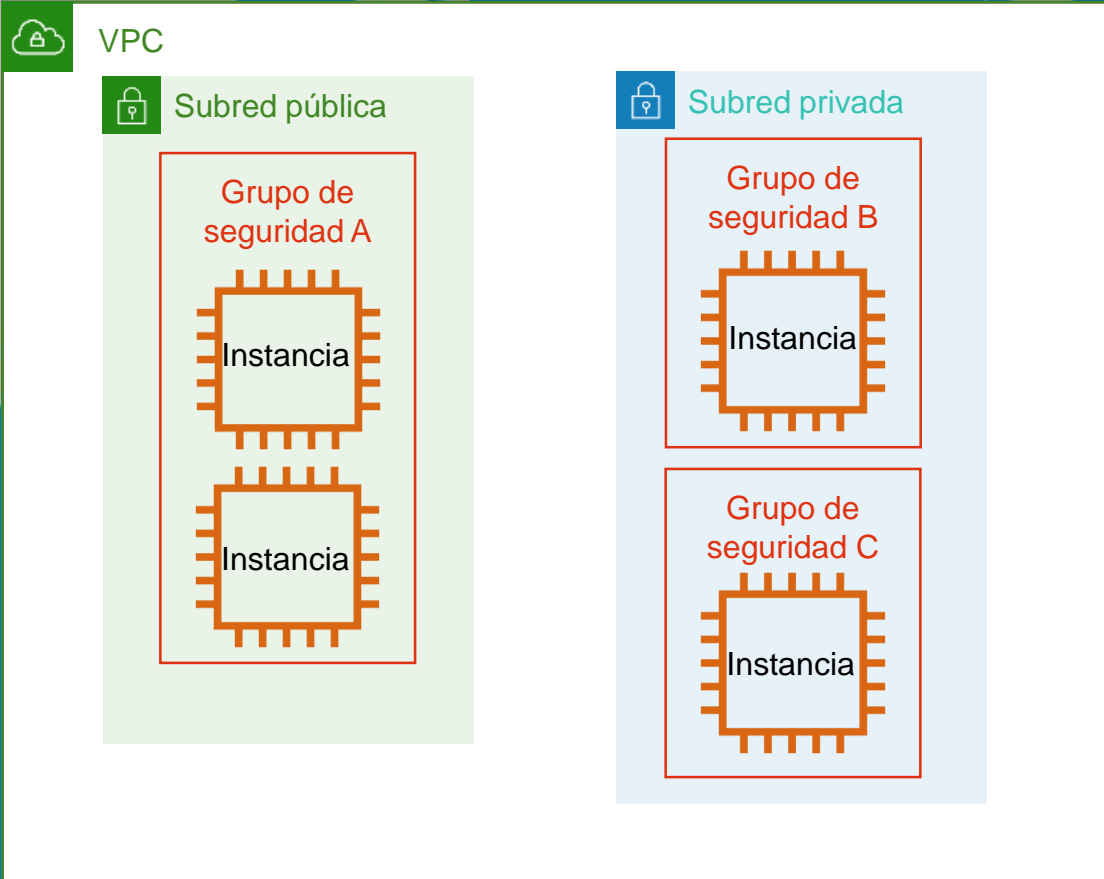 VPC
Subred pública
Grupo de
seguridad A
Instancia
Instancia
Subred privada
Grupo de
seguridad B
Instancia
Grupo de
seguridad C
Instancia